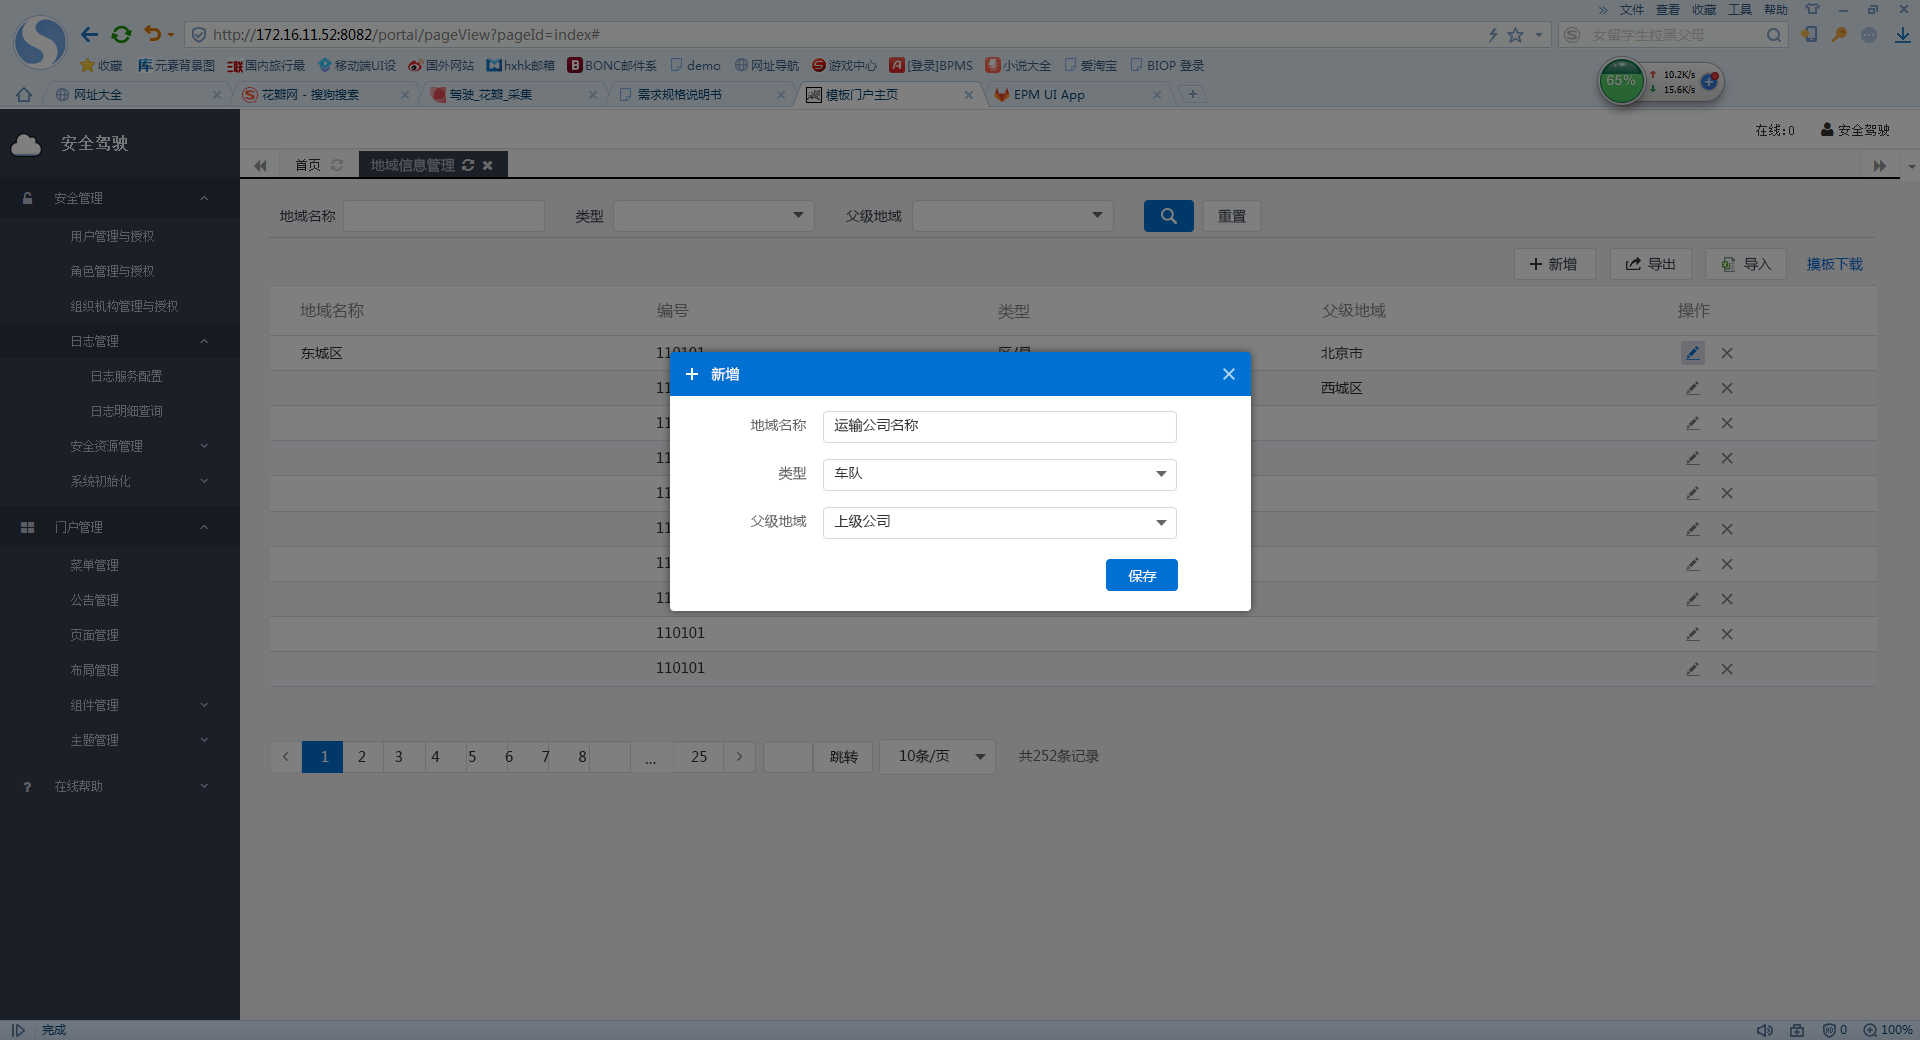 文件 查看 收藏 工具 帮助
http://172.16.11.52:8082/portal/pageView?pageId=index#
女留学生拉黑父母
收藏 元素背景图 国内旅行最 移动端UI设 国外网站 hxhk邮箱 BONC邮件系 demo 网址导航 游戏中心 [登录]BPMS 小说大全 爱淘宝 BIOP 登录
65% 10.2K/s
15.6K/s
网址大全 花瓣网 - 搜狗搜索 驾驶_花瓣_采集 需求规格说明书 模板门户主页 EPM UI App
安全驾驶
在线:0 安全驾驶
首页 地域信息管理
安全管理
用户管理与授权
角色管理与授权
组织机构管理与授权
日志管理
日志服务配置
日志明细查询
安全资源管理
系统初始化
门户管理
菜单管理
公告管理
页面管理
布局管理
组件管理
主题管理
在线帮助
地域名称 类型 父级地域 重置
新增 导出 导入 摸板下载
地域名称 编号 类型 父级地域 操作
东城区 110101 区/县 北京市
11 西城区
11
11
11
11
11
11
110101
110101
新增
地域名称 运输公司名称
类型 车队
父级地域 上级公司
保存
1 2 3 4 5 6 7 8 ... 25 跳转 10条/页 共252条记录
完成
0 100%